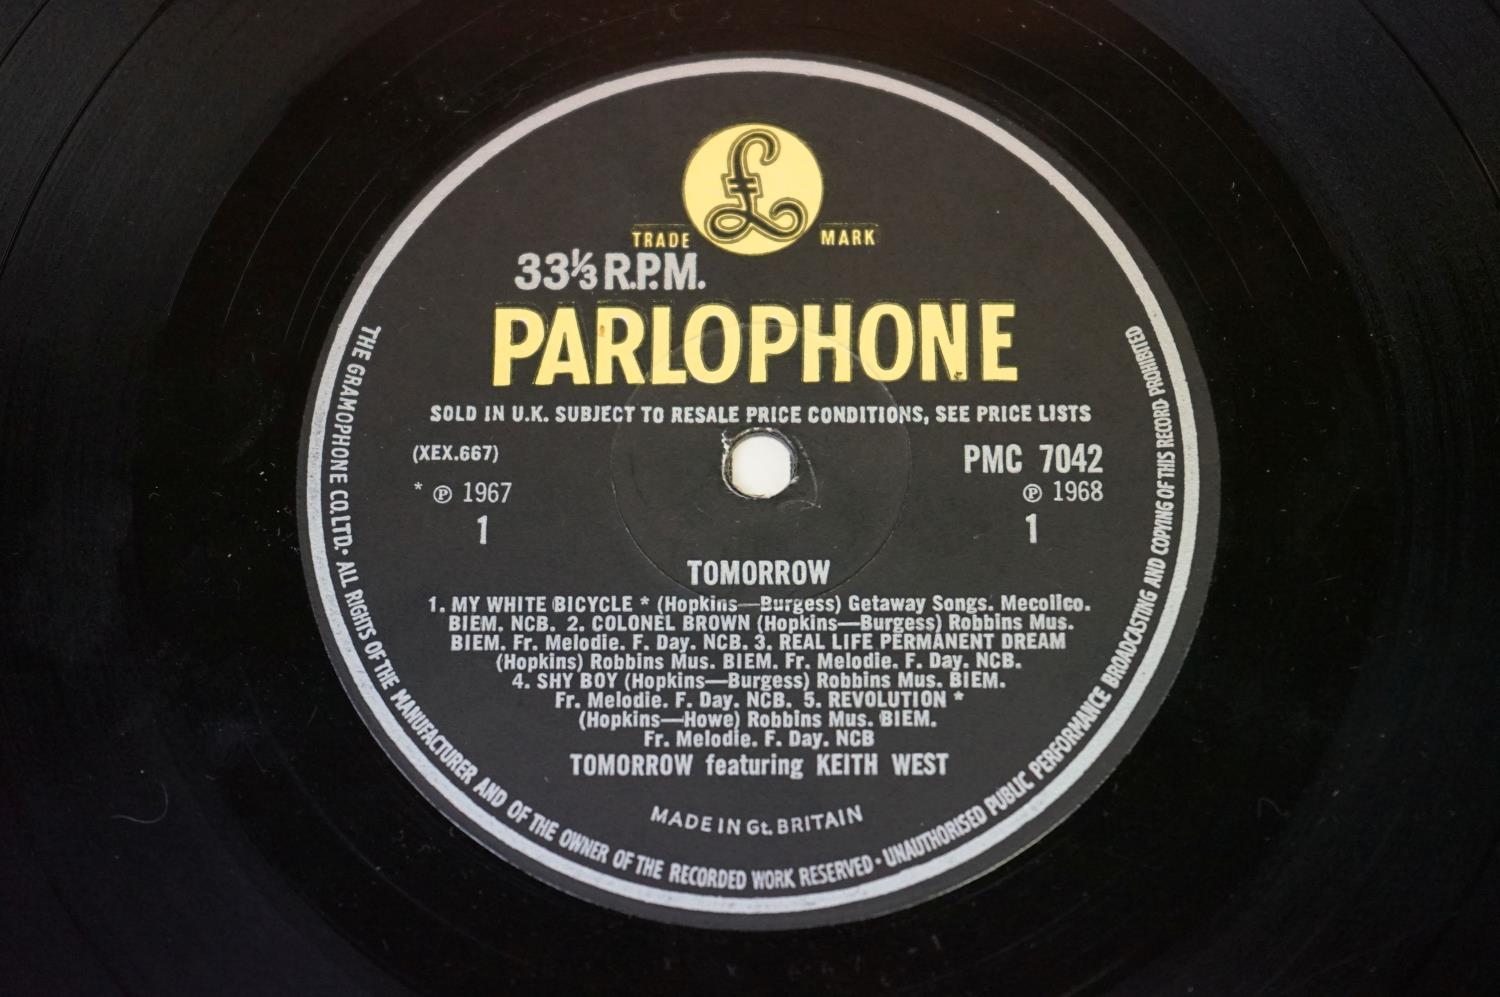 £
TRADE MARK
33⅓ R.P.M.
PARLOPHONE
SOLD IN U.K. SUBJECT TO RESALE PRICE CONDITIONS, SEE PRICE LISTS
(XEX.667) PMC 7042
* ℗ 1967 ℗ 1968
1 1
TOMORROW
1. MY WHITE BICYCLE * (Hopkins—Burgess) Getaway Songs. Mecolico.
BIEM. NCB. 2. COLONEL BROWN (Hopkins—Burgess) Robbins Mus.
BIEM. Fr. Melodie. F. Day. NCB. 3. REAL LIFE PERMANENT DREAM
(Hopkins) Robbins Mus. BIEM. Fr. Melodie. F. Day. NCB.
4. SHY BOY (Hopkins—Burgess) Robbins Mus. BIEM.
Fr. Melodie. F. Day. NCB. 5. REVOLUTION *
(Hopkins—Howe) Robbins Mus. BIEM.
Fr. Melodie. F. Day. NCB
TOMORROW featuring KEITH WEST
MADE IN Gt. BRITAIN
THE GRAMOPHONE CO. LTD. • ALL RIGHTS OF THE MANUFACTURER AND OF THE OWNER OF THE RECORDED WORK RESERVED • UNAUTHORISED PUBLIC PERFORMANCE BROADCASTING AND COPYING OF THIS RECORD PROHIBITED